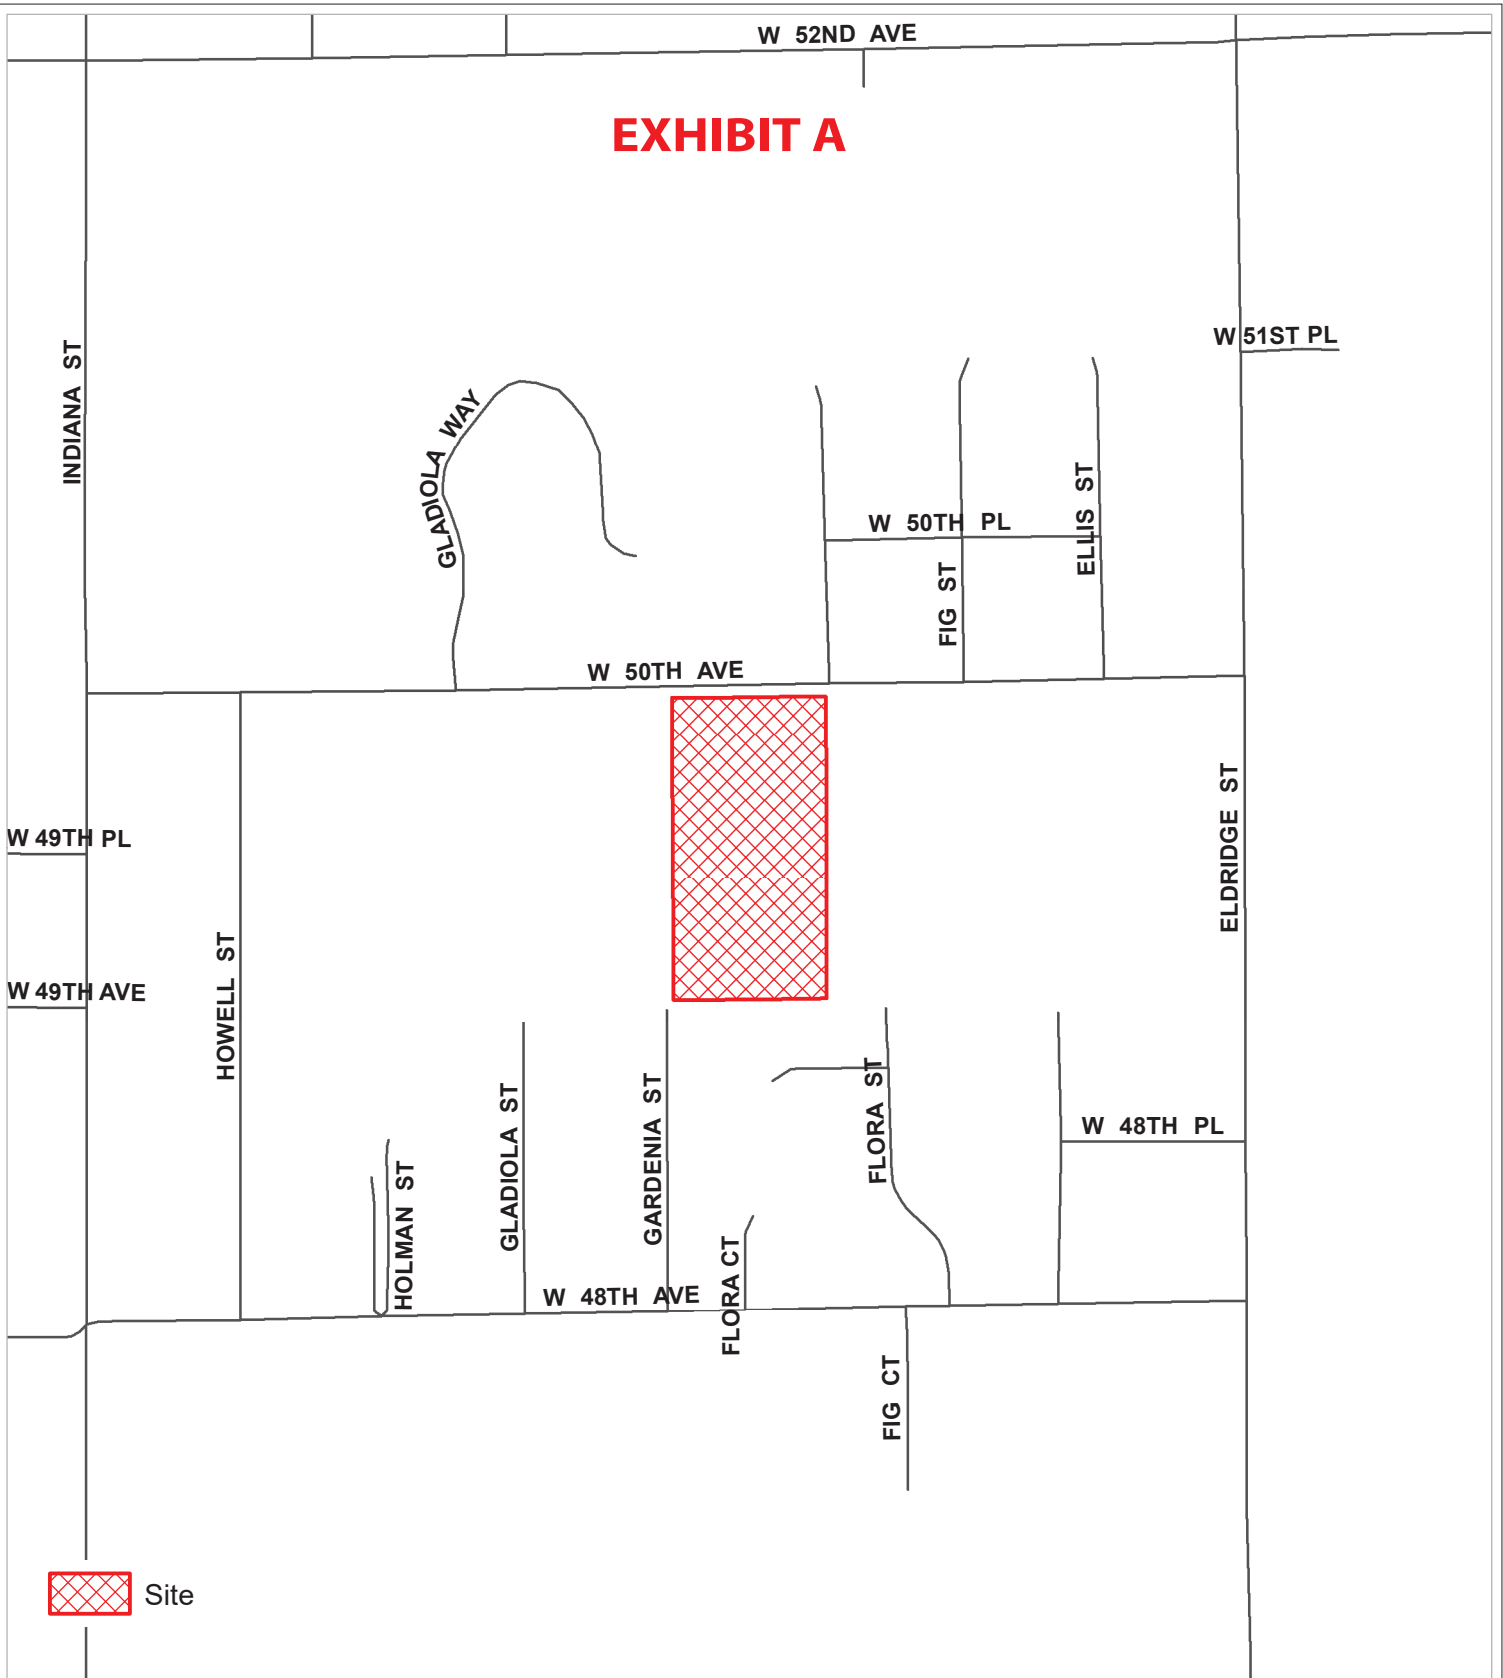 W 52ND AVE
EXHIBIT A
W 51ST PL
INDIANA ST
GLADIOLA WAY
W 50TH PL
ELLIS ST
FIG ST
W 50TH AVE
ELDRIDGE ST
W 49TH PL
HOWELL ST
W 49TH AVE
FLORA ST
GLADIOLA ST
GARDENIA ST
W 48TH PL
HOLMAN ST
FLORA CT
W 48TH AVE
FIG CT
Site